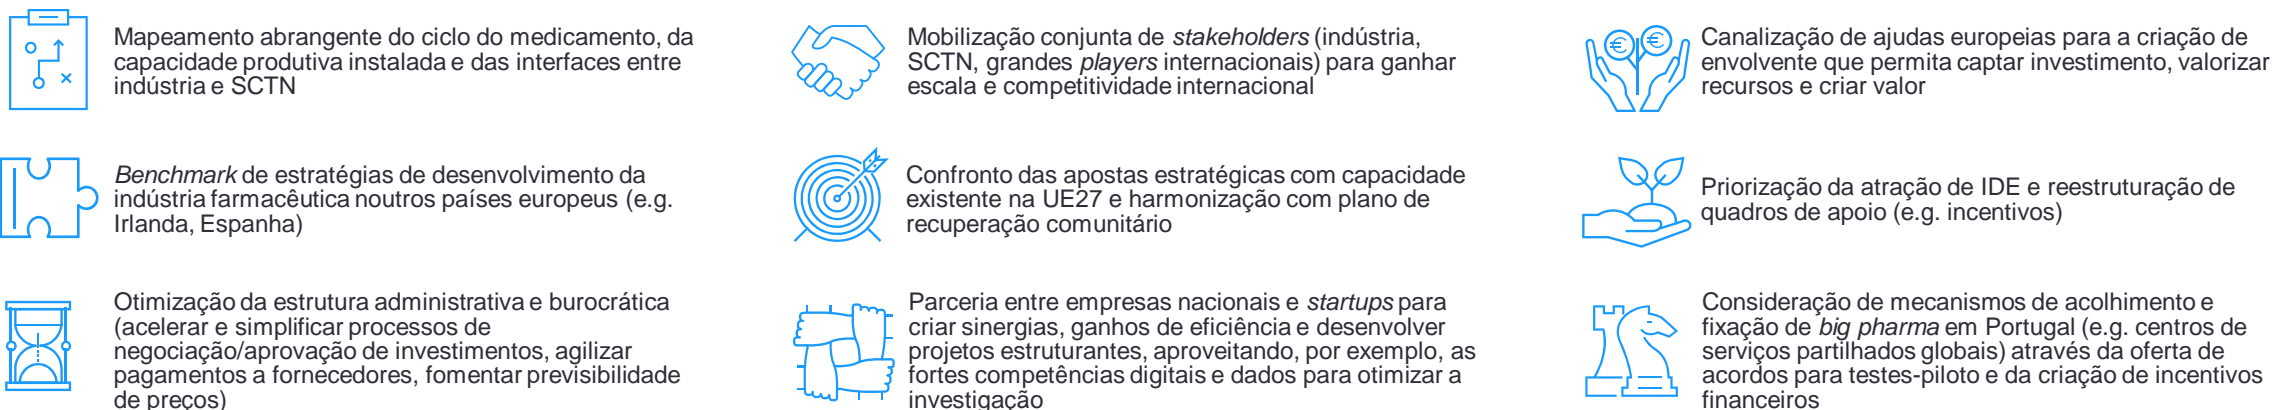 Mapeamento abrangente do ciclo do medicamento, da
capacidade produtiva instalada e das interfaces entre
indústria e SCTN
Mobilização conjunta de stakeholders (indústria,
SCTN, grandes players internacionais) para ganhar
escala e competitividade internacional
Canalização de ajudas europeias para a criação de
envolvente que permita captar investimento, valorizar
recursos e criar valor
Benchmark de estratégias de desenvolvimento da
indústria farmacêutica noutros países europeus (e.g.
Irlanda, Espanha)
Confronto das apostas estratégicas com capacidade
existente na UE27 e harmonização com plano de
recuperação comunitário
Priorização da atração de IDE e reestruturação de
quadros de apoio (e.g. incentivos)
Otimização da estrutura administrativa e burocrática
(acelerar e simplificar processos de
negociação/aprovação de investimentos, agilizar
pagamentos a fornecedores, fomentar previsibilidade
de preços)
Parceria entre empresas nacionais e startups para
criar sinergias, ganhos de eficiência e desenvolver
projetos estruturantes, aproveitando, por exemplo, as
fortes competências digitais e dados para otimizar a
investigação
Consideração de mecanismos de acolhimento e
fixação de big pharma em Portugal (e.g. centros de
serviços partilhados globais) através da oferta de
acordos para testes-piloto e da criação de incentivos
financeiros